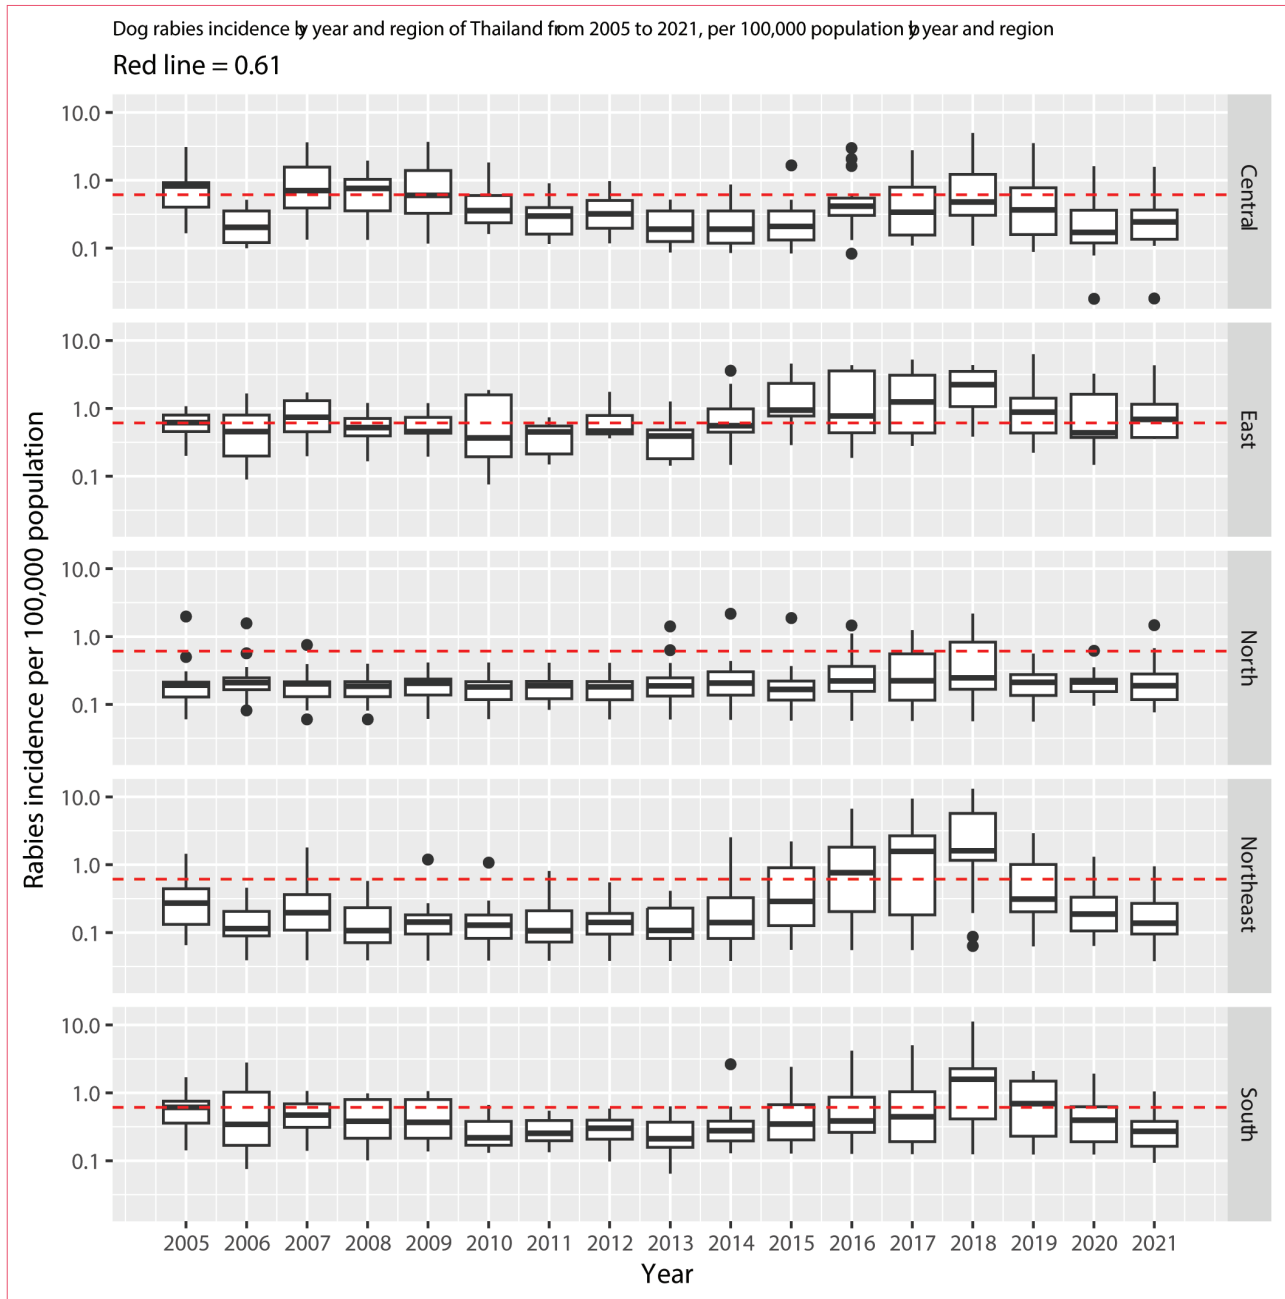 Dog rabies incidence by year and region of Thailand from 2005 to 2021, per 100,000 population by year and region
Red line = 0.61
Rabies incidence per 100,000 population
10.0
1.0
0.1
Central
10.0
1.0
0.1
East
10.0
1.0
0.1
North
10.0
1.0
0.1
Northeast
10.0
1.0
0.1
South
2005 2006 2007 2008 2009 2010 2011 2012 2013 2014 2015 2016 2017 2018 2019 2020 2021
Year